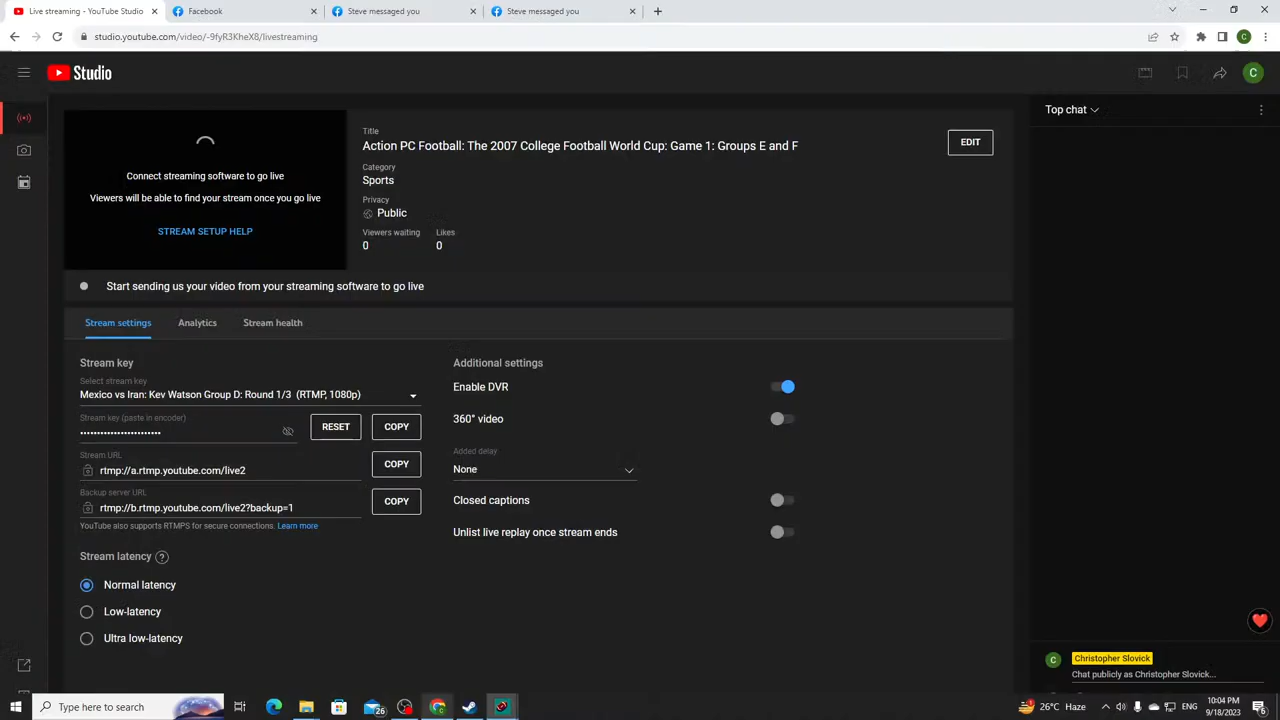 Live streaming - YouTube Studio
Facebook
Steve messaged you
Steve messaged you
studio.youtube.com/video/-9fyR3KheX8/livestreaming
C
Studio
C
Connect streaming software to go live
Viewers will be able to find your stream once you go live
STREAM SETUP HELP
Title
Action PC Football: The 2007 College Football World Cup: Game 1: Groups E and F
EDIT
Category
Sports
Privacy
Public
Viewers waiting
Likes
0
0
Top chat
Start sending us your video from your streaming software to go live
Stream settings
Analytics
Stream health
Stream key
Select stream key
Mexico vs Iran: Kev Watson Group D: Round 1/3 (RTMP, 1080p)
Stream key (paste in encoder)
••••••••••••••••••••••••
RESET
COPY
Stream URL
rtmp://a.rtmp.youtube.com/live2
COPY
Backup server URL
rtmp://b.rtmp.youtube.com/live2?backup=1
COPY
YouTube also supports RTMPS for secure connections. Learn more
Stream latency ?
Normal latency
Low-latency
Ultra low-latency
Additional settings
Enable DVR
360° video
Added delay
None
Closed captions
Unlist live replay once stream ends
C
Christopher Slovick
Chat publicly as Christopher Slovick...
Type here to search
26
26°C Haze
ENG
10:04 PM
9/18/2023
6